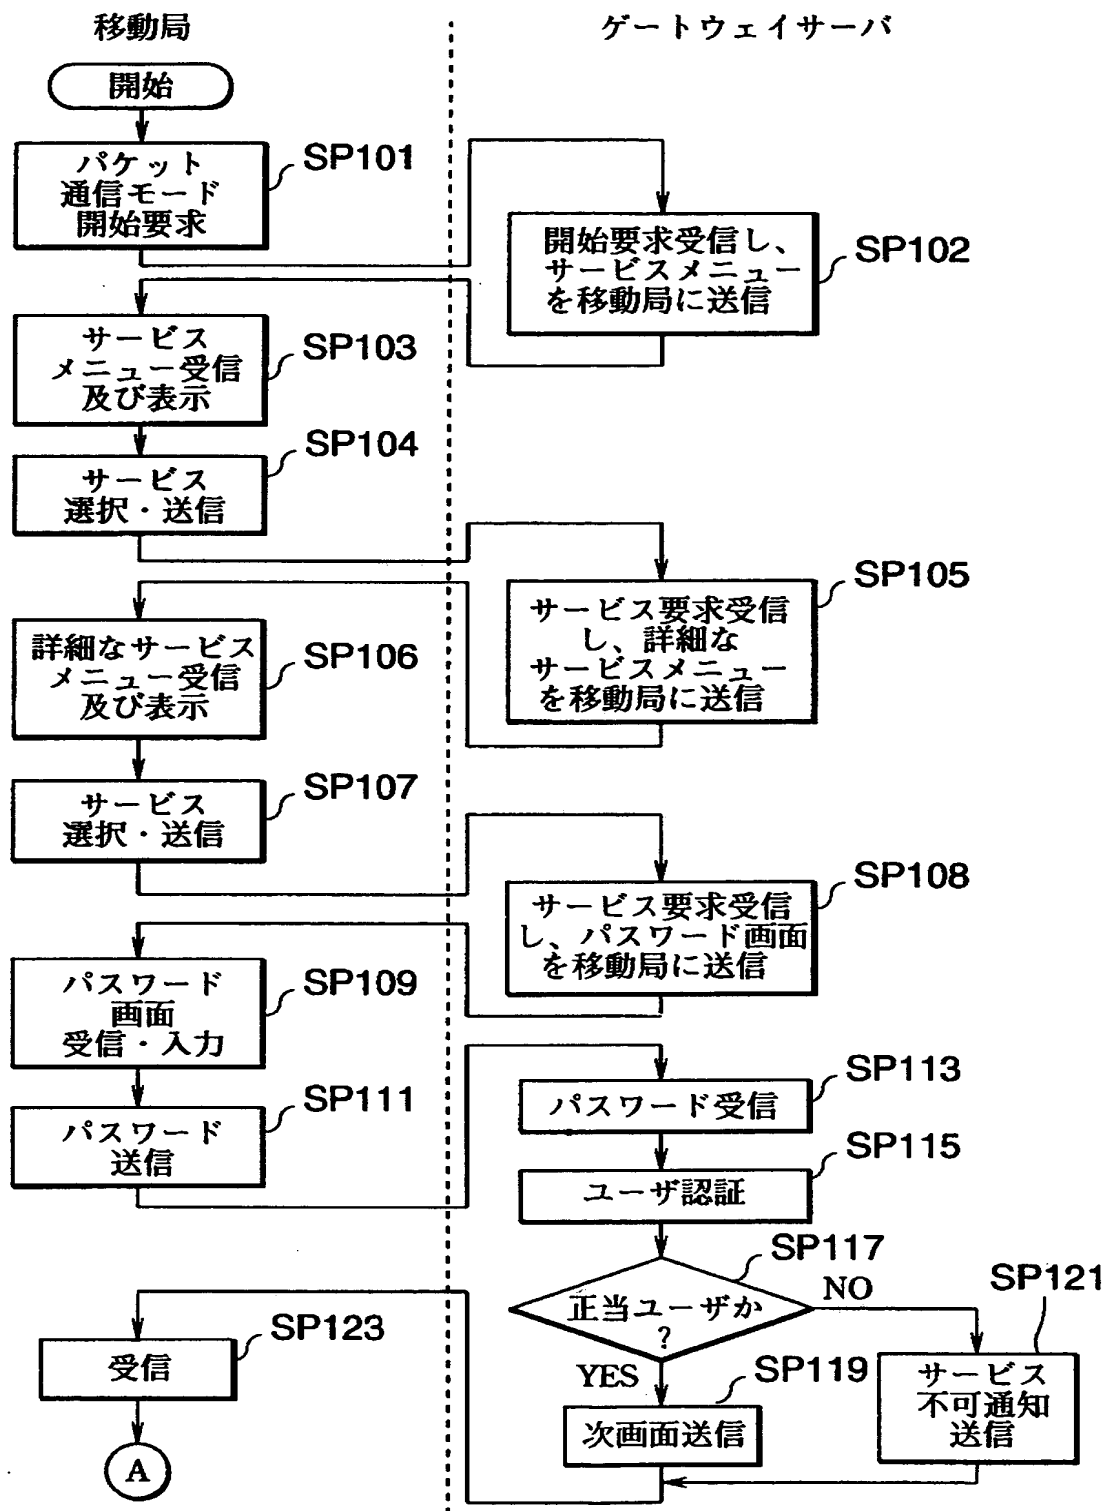 移動局
ゲートウェイサーバ
開始
パケット
通信モード
開始要求
SP101
開始要求受信し、
サービスメニュー
を移動局に送信
SP102
サービス
メニュー受信
及び表示
SP103
サービス
選択・送信
SP104
サービス要求受信
し、詳細な
サービスメニュー
を移動局に送信
SP105
詳細なサービス
メニュー受信
及び表示
SP106
サービス
選択・送信
SP107
サービス要求受信
し、パスワード画面
を移動局に送信
SP108
パスワード
画面
受信・入力
SP109
パスワード
送信
SP111
パスワード受信
SP113
ユーザ認証
SP115
正当ユーザか
?
SP117
NO
YES
次画面送信
SP119
サービス
不可通知
送信
SP121
受信
SP123
A